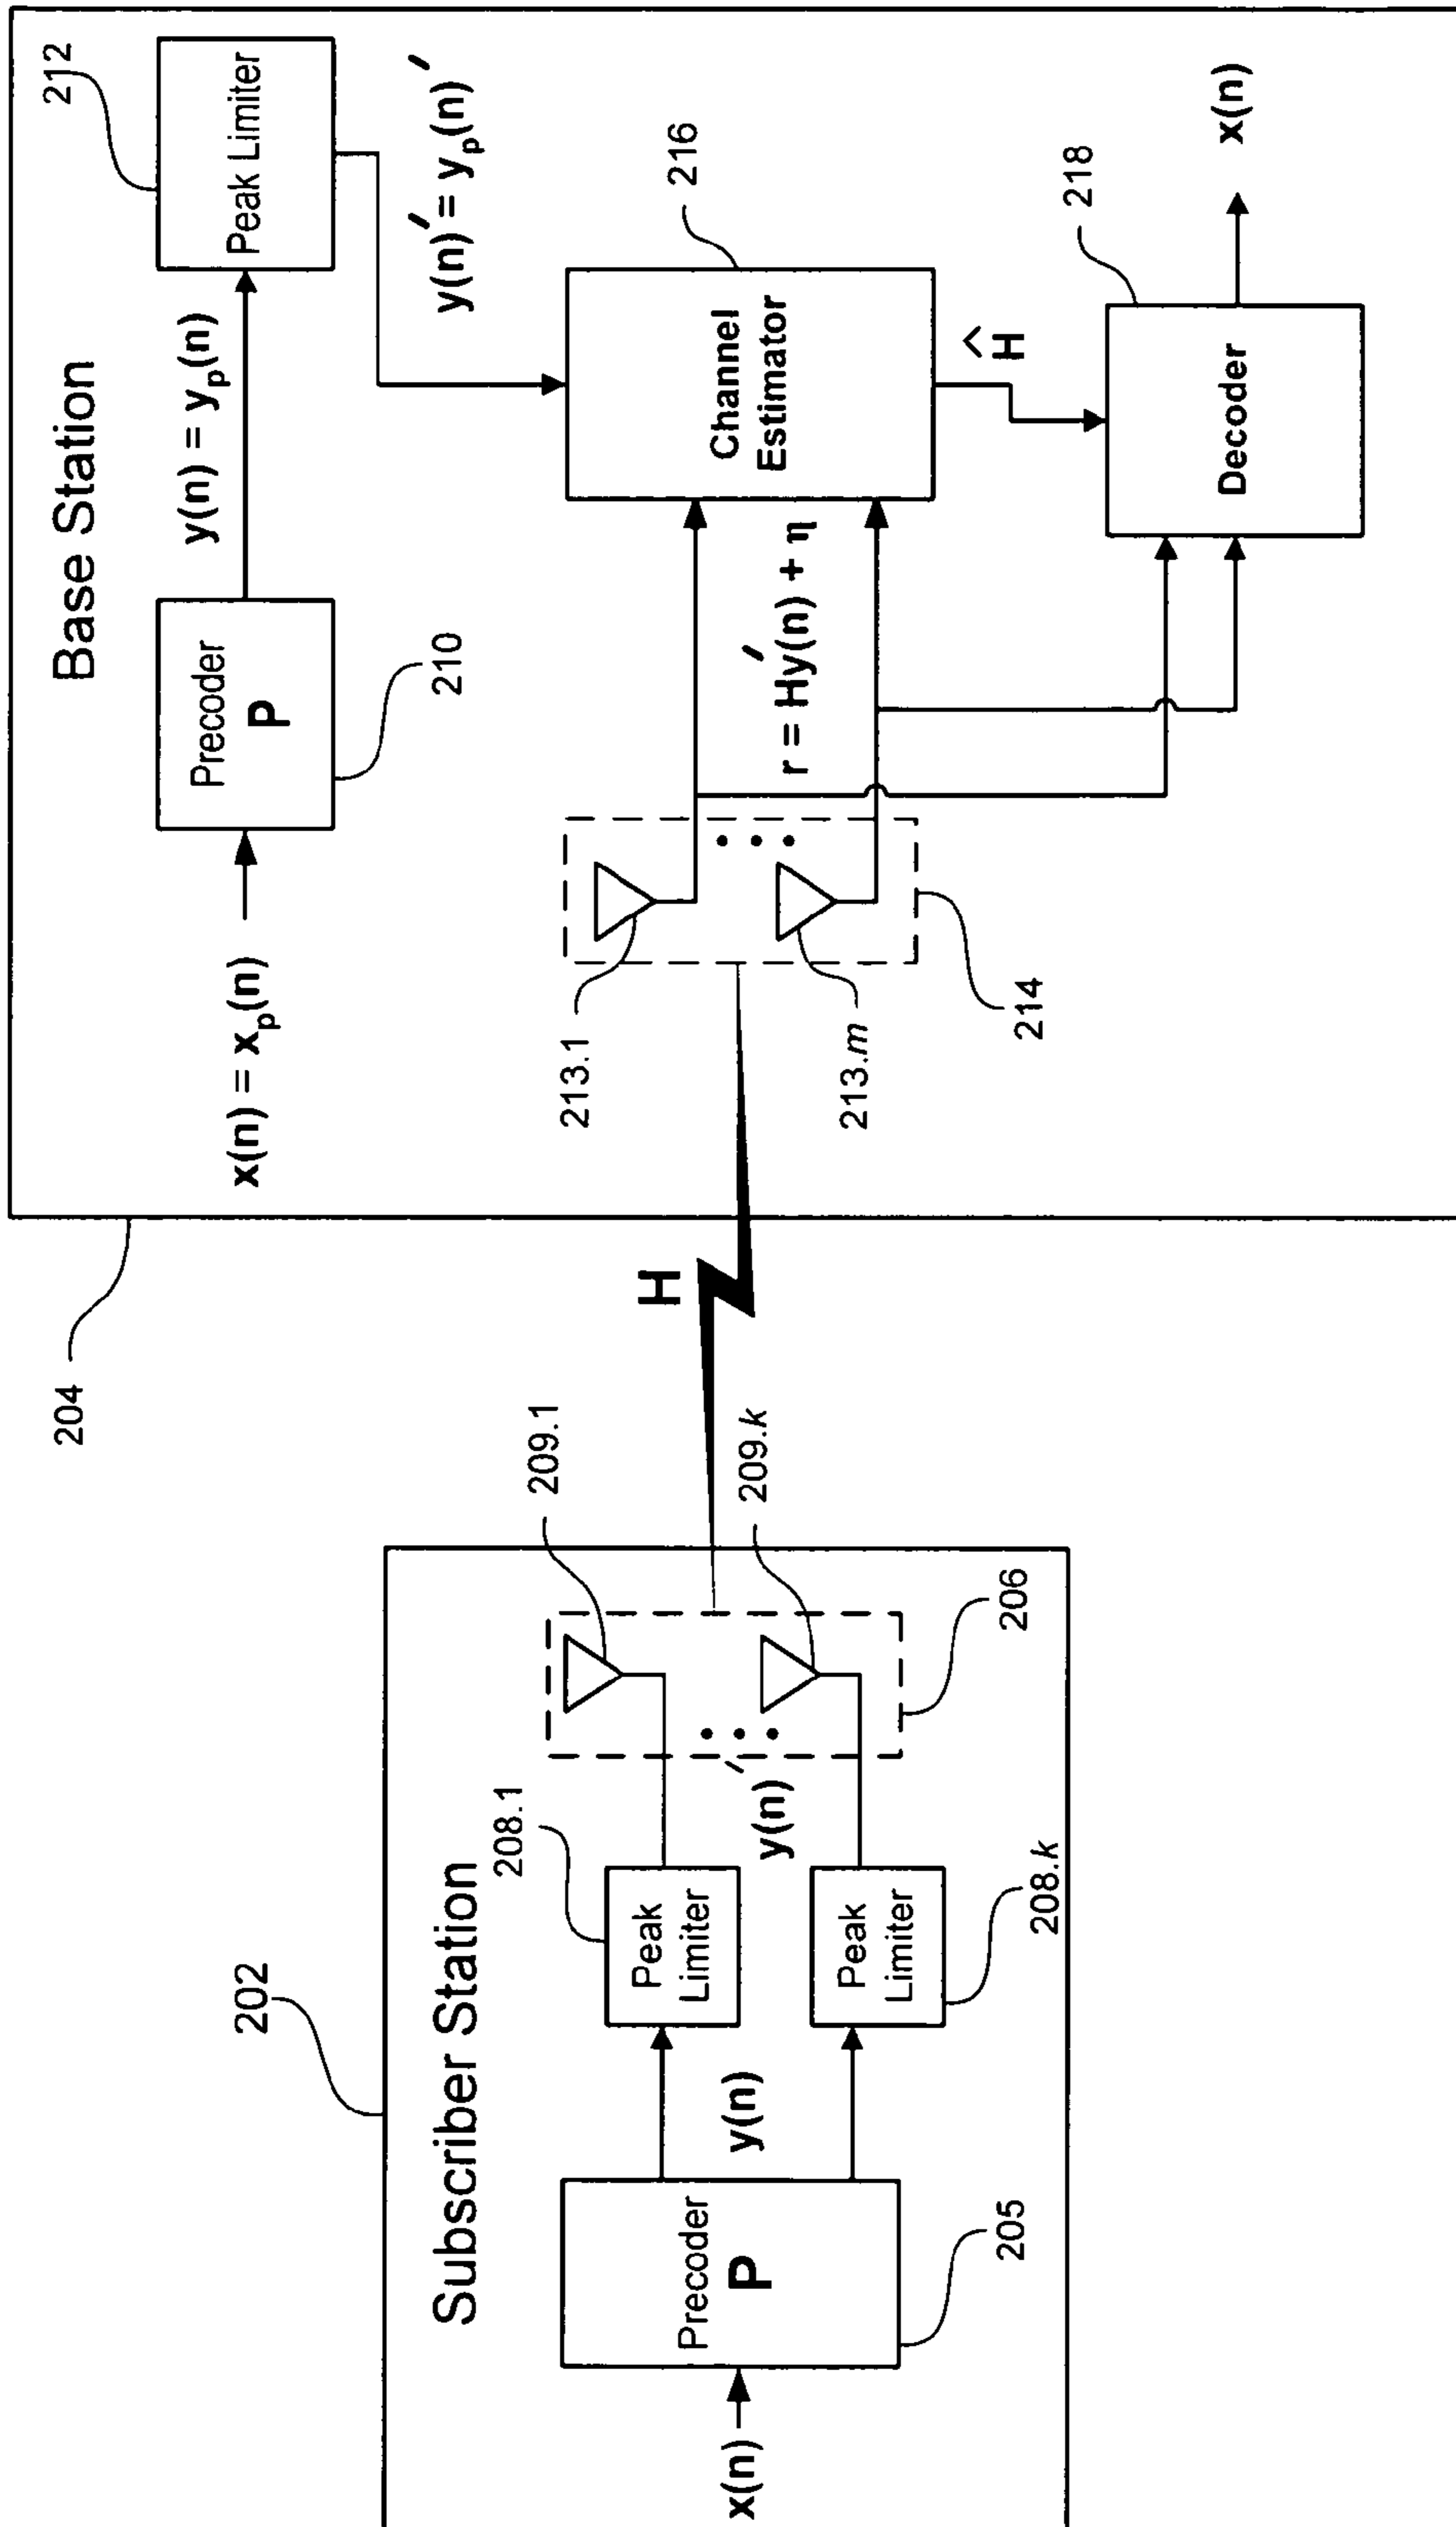 202
Subscriber Station
x(n)
Precoder
P
205
y(n)
Peak
Limiter
208.1
Peak
Limiter
208.k
y(n)′
209.1
209.k
206
H
204
Base Station
x(n) = xₚ(n)
Precoder
P
210
y(n) = yₚ(n)
Peak Limiter
212
y(n)′ = yₚ(n)′
213.1
213.m
214
r = Hy(n)′ + η
Channel
Estimator
216
Ĥ
Decoder
218
x(n)